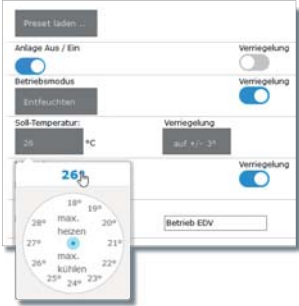 Preset laden ..
Anlage Aus / Ein Verriegelung
Betriebsmodus Verriegelung
Entfeuchten
Soll-Temperatur: Verriegelung
26 °C auf +/- 3°
26° Verriegelung
18° 19°
28° max. 20°
heizen
27° 21°
max.
26° kühlen 22°
25° 24° 23°
Betrieb EDV